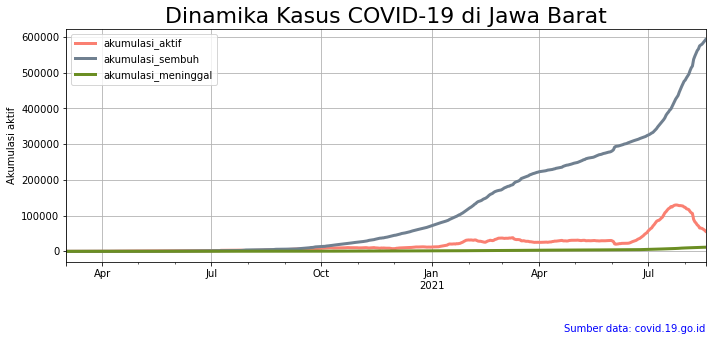 Dinamika Kasus COVID-19 di Jawa Barat
akumulasi_aktif
akumulasi_sembuh
akumulasi_meninggal
Akumulasi aktif
600000
500000
400000
300000
200000
100000
0
Apr Jul Oct Jan Apr Jul
2021
Sumber data: covid.19.go.id